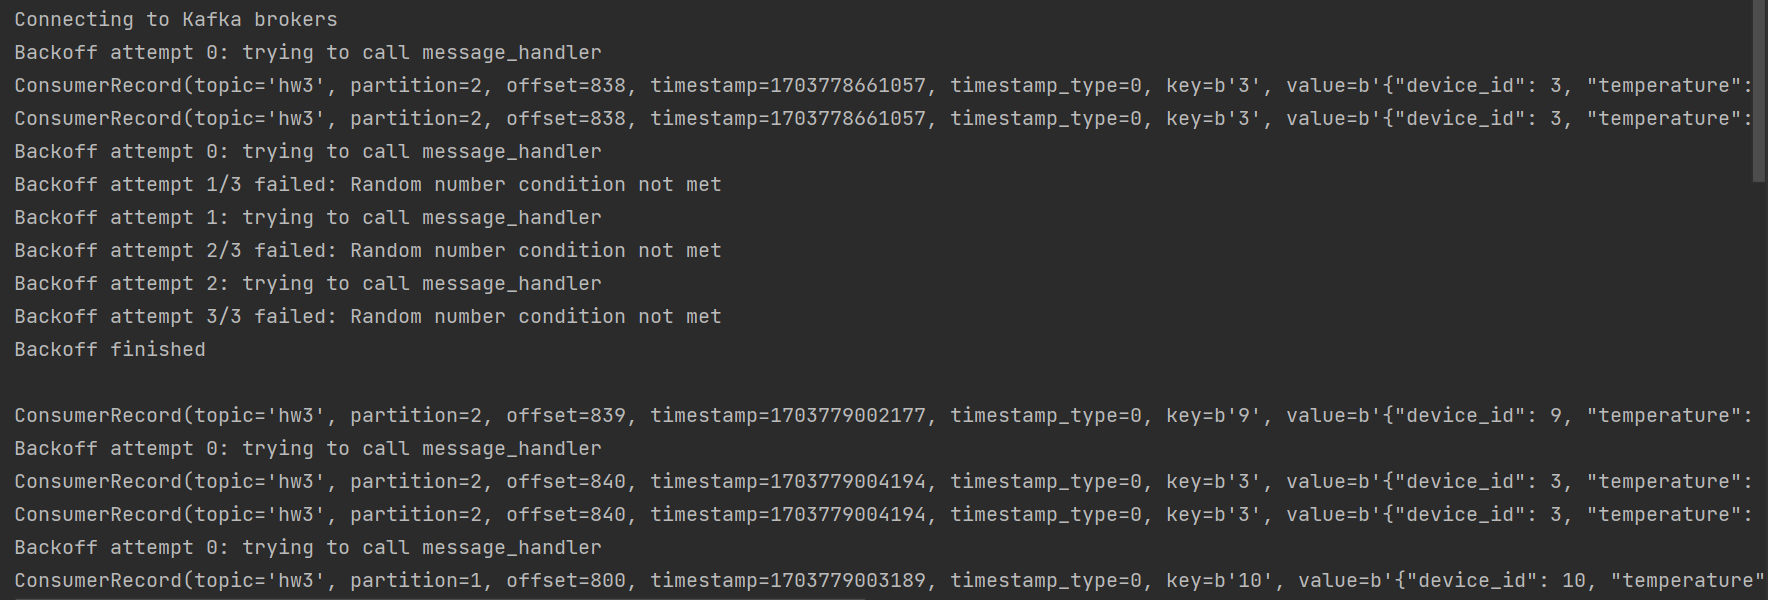 Connecting to Kafka brokers
Backoff attempt 0: trying to call message_handler
ConsumerRecord(topic='hw3', partition=2, offset=838, timestamp=1703778661057, timestamp_type=0, key=b'3', value=b'{"device_id": 3, "temperature":
ConsumerRecord(topic='hw3', partition=2, offset=838, timestamp=1703778661057, timestamp_type=0, key=b'3', value=b'{"device_id": 3, "temperature":
Backoff attempt 0: trying to call message_handler
Backoff attempt 1/3 failed: Random number condition not met
Backoff attempt 1: trying to call message_handler
Backoff attempt 2/3 failed: Random number condition not met
Backoff attempt 2: trying to call message_handler
Backoff attempt 3/3 failed: Random number condition not met
Backoff finished
ConsumerRecord(topic='hw3', partition=2, offset=839, timestamp=1703779002177, timestamp_type=0, key=b'9', value=b'{"device_id": 9, "temperature":
Backoff attempt 0: trying to call message_handler
ConsumerRecord(topic='hw3', partition=2, offset=840, timestamp=1703779004194, timestamp_type=0, key=b'3', value=b'{"device_id": 3, "temperature":
ConsumerRecord(topic='hw3', partition=2, offset=840, timestamp=1703779004194, timestamp_type=0, key=b'3', value=b'{"device_id": 3, "temperature":
Backoff attempt 0: trying to call message_handler
ConsumerRecord(topic='hw3', partition=1, offset=800, timestamp=1703779003189, timestamp_type=0, key=b'10', value=b'{"device_id": 10, "temperature"